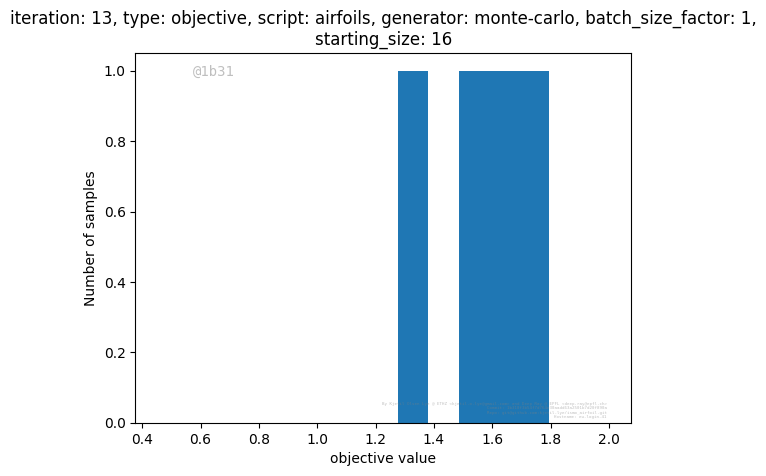 iteration: 13, type: objective, script: airfoils, generator: monte-carlo, batch_size_factor: 1,
starting_size: 16
@1b31
1.0
0.8
0.6
0.4
0.2
0.0
Number of samples
0.4 0.6 0.8 1.0 1.2 1.4 1.6 1.8 2.0
objective value